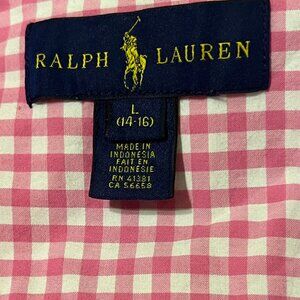 RALPH LAUREN
L
(14-16)
MADE IN
INDONESIA
FAIT EN
INDONESIE
RN 41381
CA 56658